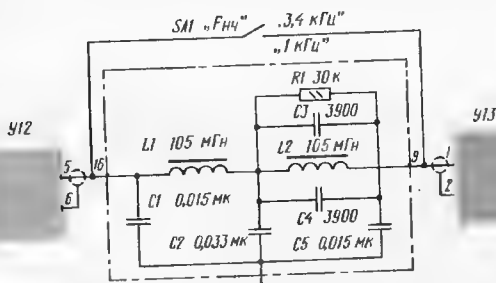 SA1 „Fнч" .3,4 кГц"
„1 кГц"
R1 30к
C3 3900
У12
У13
L1 105 мГн
L2 105 мГн
5
16
9
1
6
2
C1 0,015 мк
C4 3900
C2 0,033 мк
C5 0,015 мк